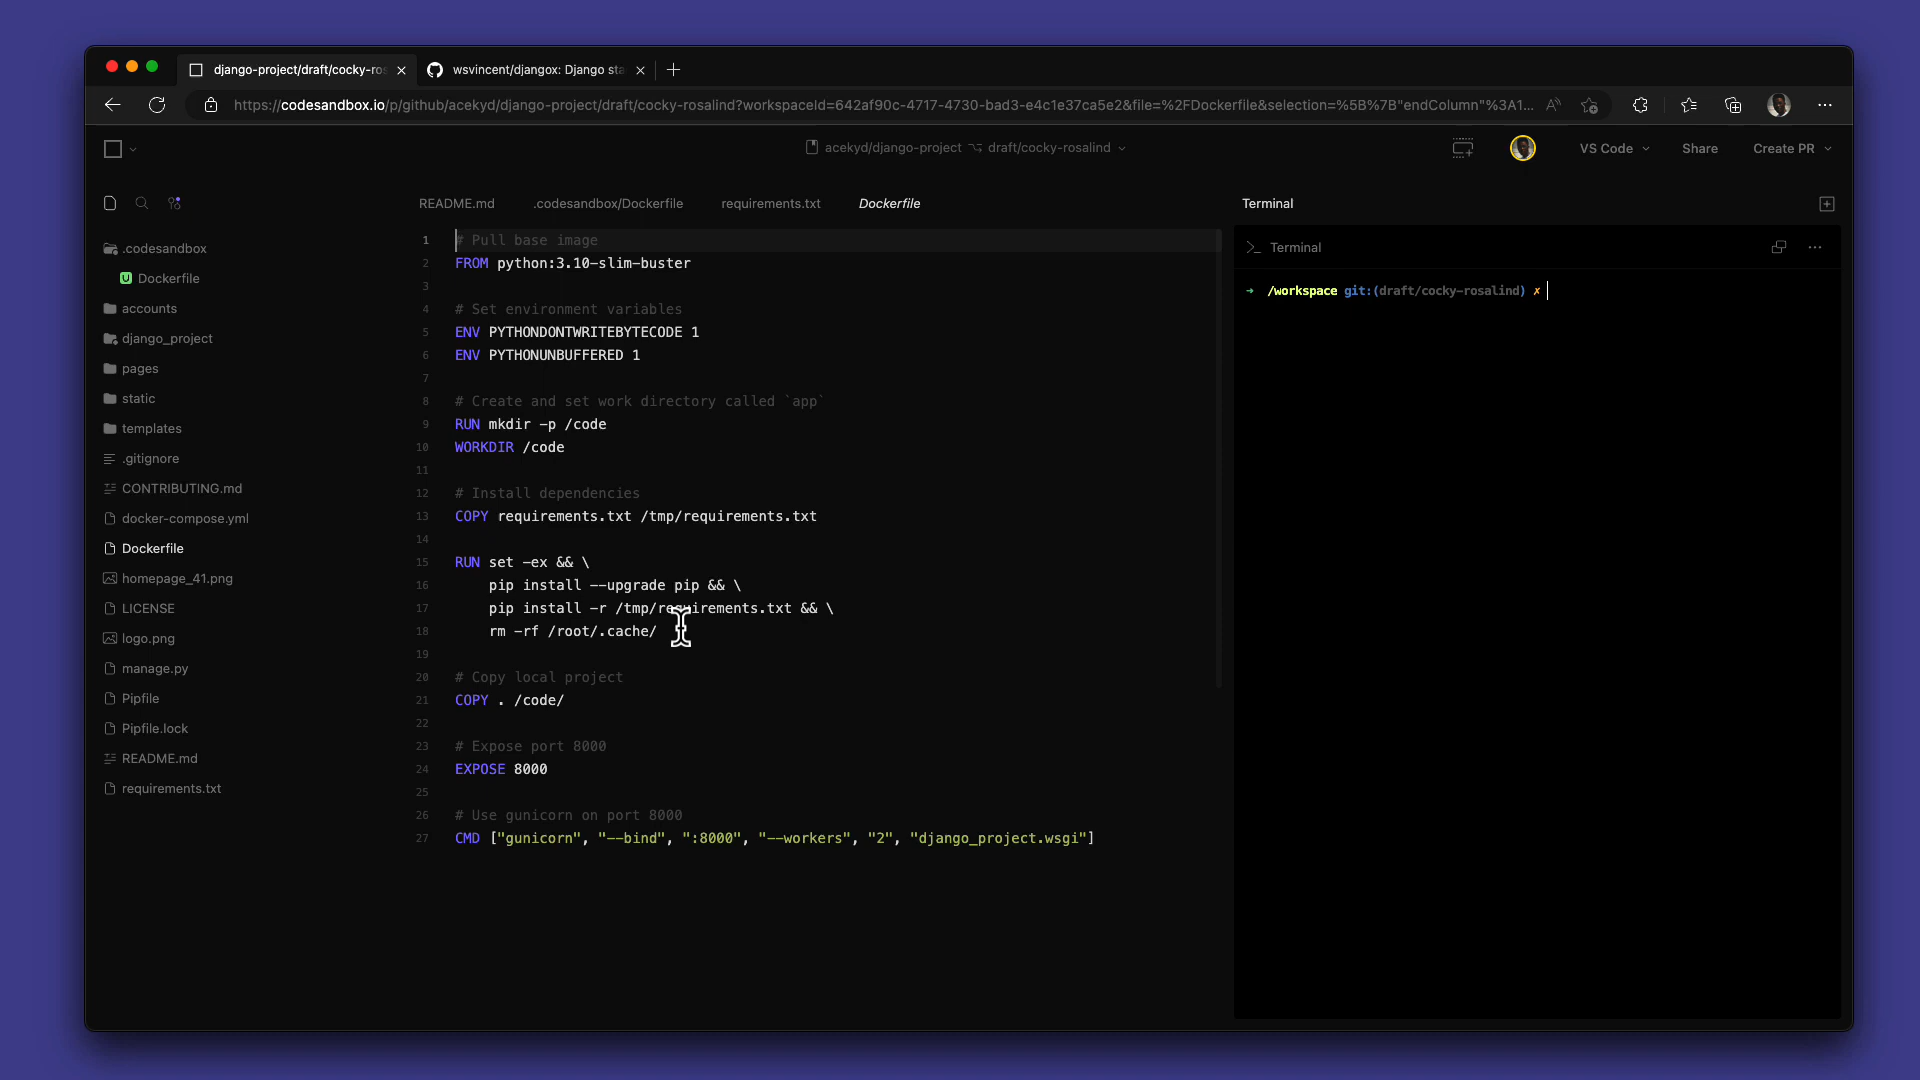 django-project/draft/cocky-ros
wsvincent/djangox: Django sta
https://codesandbox.io/p/github/acekyd/django-project/draft/cocky-rosalind?workspaceId=642af90c-4717-4730-bad3-e4c1e37ca5e2&file=%2FDockerfile&selection=%5B%7B"endColumn"%3A1...
acekyd/django-project draft/cocky-rosalind
VS Code
Share
Create PR
README.md
.codesandbox/Dockerfile
requirements.txt
Dockerfile
Terminal
.codesandbox
U Dockerfile
accounts
django_project
pages
static
templates
.gitignore
CONTRIBUTING.md
docker-compose.yml
Dockerfile
homepage_41.png
LICENSE
logo.png
manage.py
Pipfile
Pipfile.lock
README.md
requirements.txt
1 # Pull base image
2 FROM python:3.10-slim-buster
3
4 # Set environment variables
5 ENV PYTHONDONTWRITEBYTECODE 1
6 ENV PYTHONUNBUFFERED 1
7
8 # Create and set work directory called `app`
9 RUN mkdir -p /code
10 WORKDIR /code
11
12 # Install dependencies
13 COPY requirements.txt /tmp/requirements.txt
14
15 RUN set -ex && \
16 pip install --upgrade pip && \
17 pip install -r /tmp/requirements.txt && \
18 rm -rf /root/.cache/
19
20 # Copy local project
21 COPY . /code/
22
23 # Expose port 8000
24 EXPOSE 8000
25
26 # Use gunicorn on port 8000
27 CMD ["gunicorn", "--bind", ":8000", "--workers", "2", "django_project.wsgi"]
Terminal
→ /workspace git:(draft/cocky-rosalind) ✗